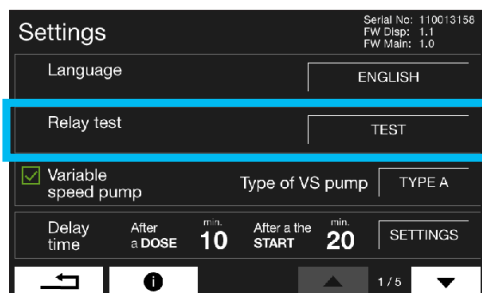 Settings
Serial No: 110013158
FW Disp: 1.1
FW Main: 1.0
Language
ENGLISH
Relay test
TEST
Variable
speed pump
Type of VS pump
TYPE A
Delay
time
After
a DOSE
min.
10
After a the
START
min.
20
SETTINGS
1/5